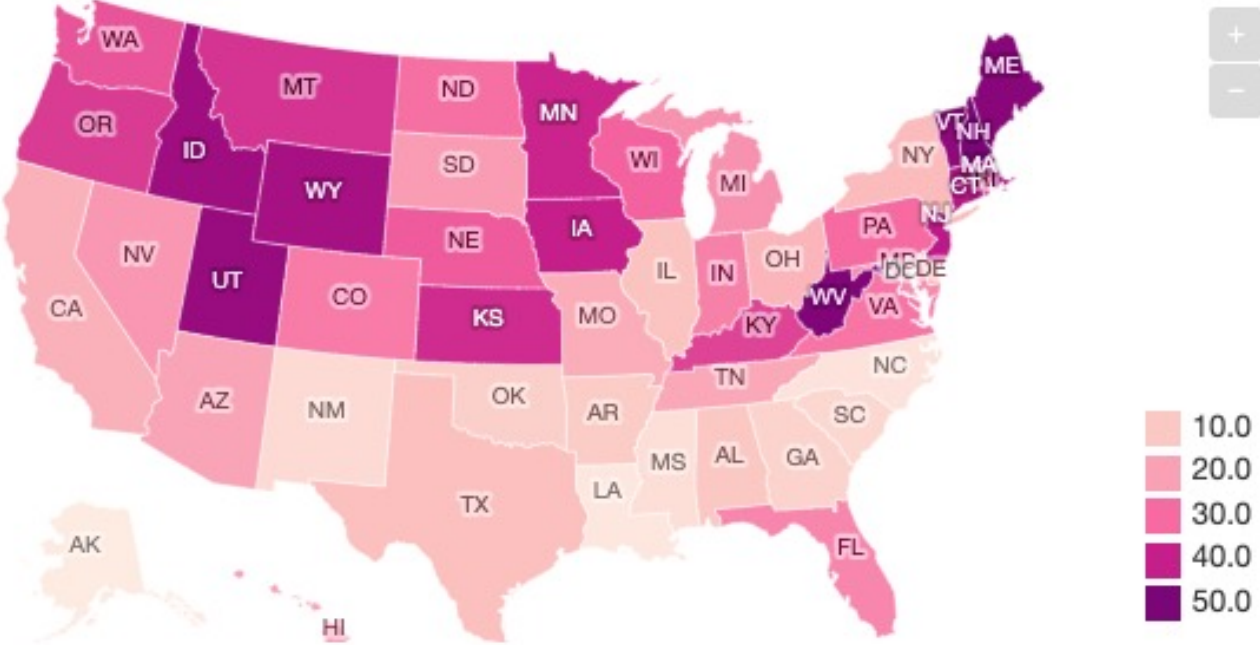 +
−
WA
MT
ND
MN
ME
OR
ID
SD
WI
MI
NY
VT
NH
MA
CT
WY
IA
NE
PA
NJ
NV
UT
CO
IL
IN
OH
MD
DC
DE
CA
KS
MO
KY
WV
VA
AZ
NM
OK
AR
TN
NC
SC
TX
LA
MS
AL
GA
AK
FL
HI
10.0
20.0
30.0
40.0
50.0